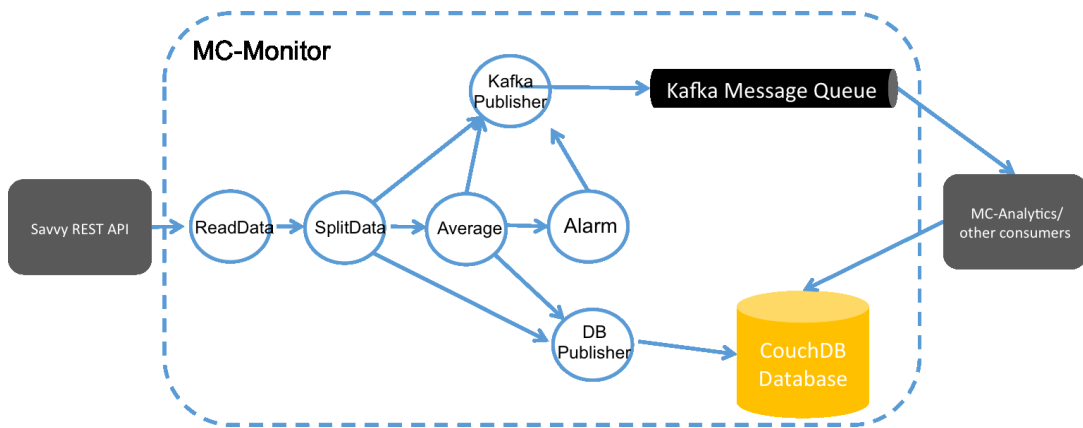 MC-Monitor
Kafka
Publisher
Kafka Message Queue
Savvy REST API
ReadData
SplitData
Average
Alarm
MC-Analytics/
other consumers
DB
Publisher
CouchDB
Database